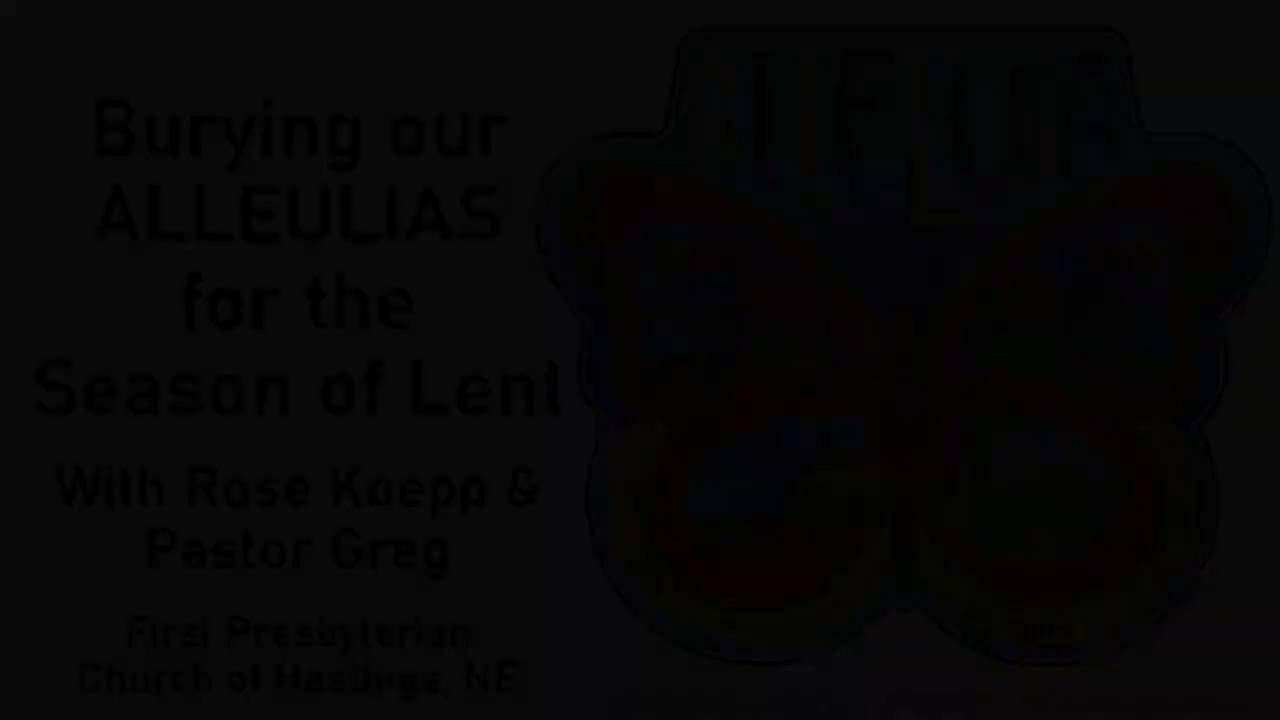 Burying our
ALLEULIAS
for the
Season of Lent
With Rose Koepp &
Pastor Greg
First Presbyterian
Church of Hastings, NE